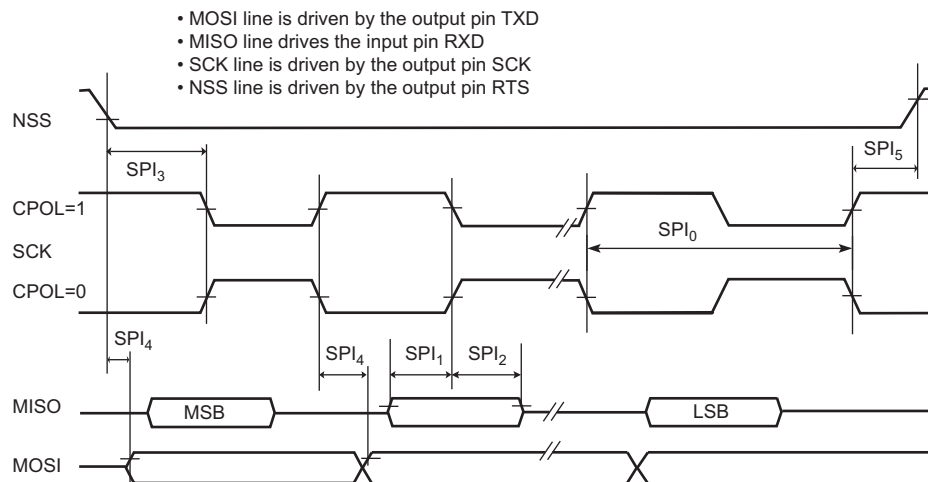 • MOSI line is driven by the output pin TXD
• MISO line drives the input pin RXD
• SCK line is driven by the output pin SCK
• NSS line is driven by the output pin RTS
NSS
SPI3
SPI5
CPOL=1
SCK
SPI0
CPOL=0
SPI4
SPI4
SPI1
SPI2
MISO
MSB
LSB
MOSI